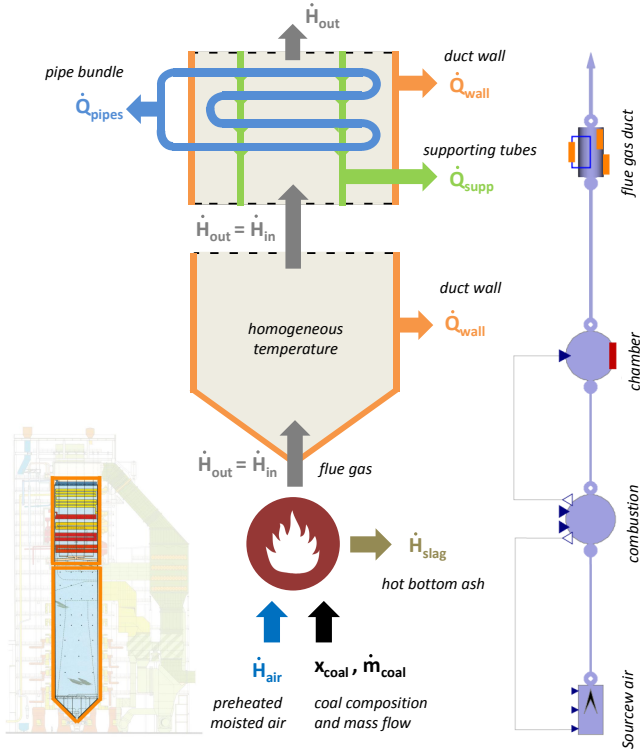 Ḣout
pipe bundle
Q̇pipes
duct wall
Q̇wall
supporting tubes
Q̇supp
Ḣout = Ḣin
duct wall
Q̇wall
homogeneous
temperature
Ḣout = Ḣin
flue gas
Ḣslag
hot bottom ash
Ḣair
xcoal , ṁcoal
preheated
moisted air
coal composition
and mass flow
flue gas duct
chamber
combustion
Sourcew air